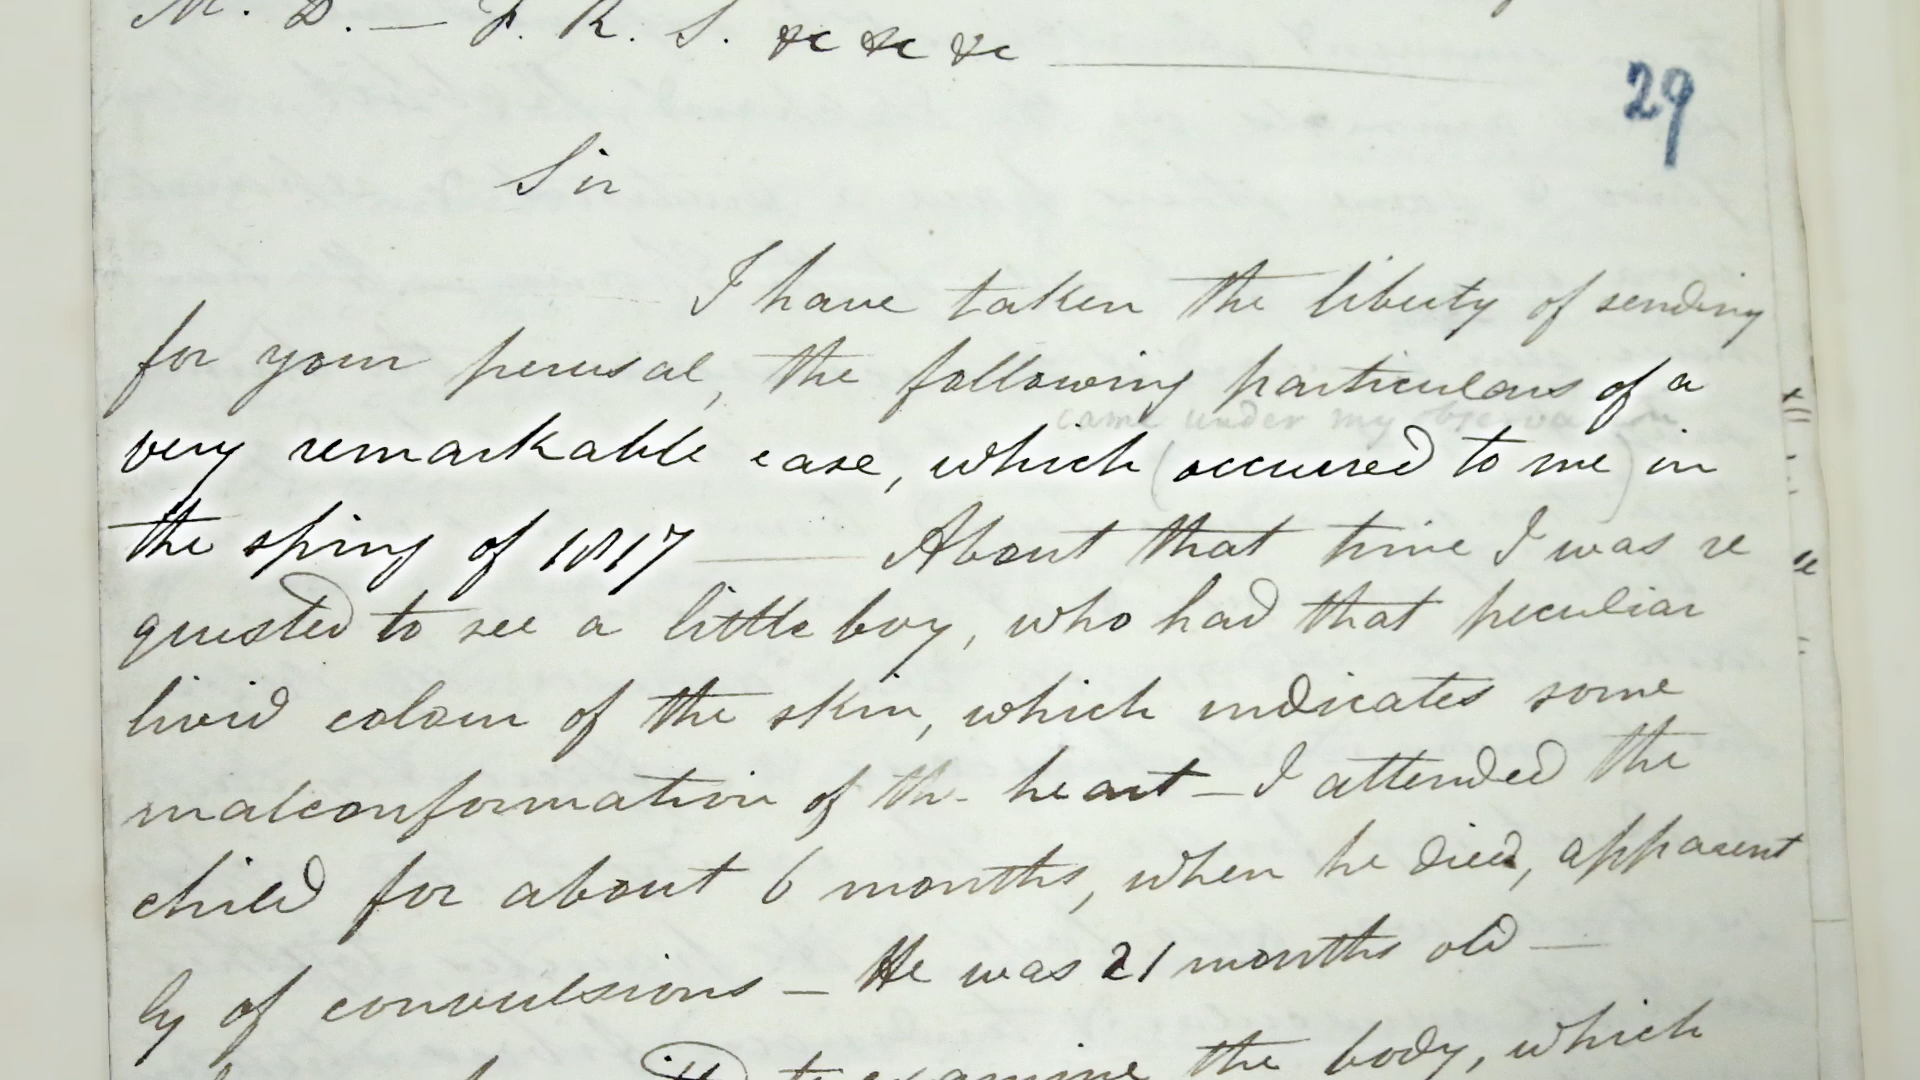 M. D. — F. R. S. &c &c &c
29
Sir
I have taken the liberty of sending
for your perusal, the following particulars of a
came under my observation
very remarkable case, which (occurred to me) in
the spring of 1817 — About that time I was re
quested to see a little boy, who had that peculiar
livid colour of the skin, which indicates some
malconformation of the heart — I attended the
child for about 6 months, when he died, apparent
ly of convulsions — He was 21 months old —
to examine the body, which